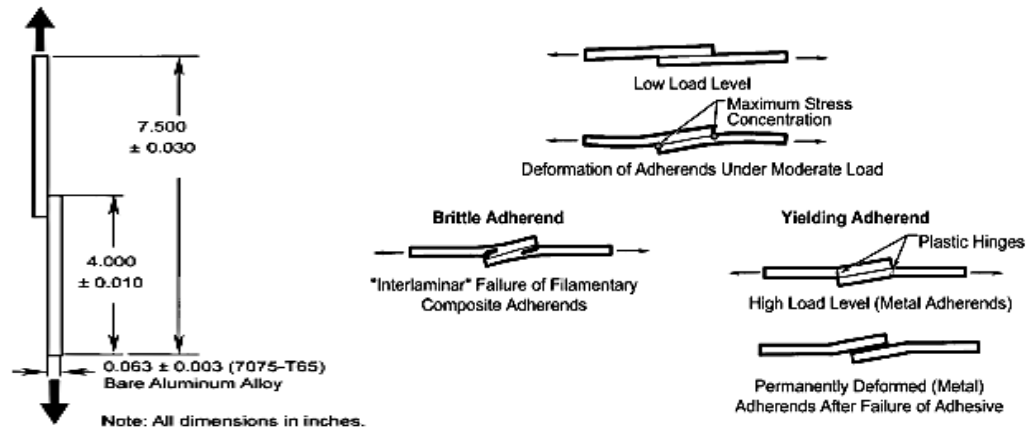 7.500
± 0.030
4.000
± 0.010
0.063 ± 0.003 (7075-T65)
Bare Aluminum Alloy
Note: All dimensions in inches.
Low Load Level
Maximum Stress
Concentration
Deformation of Adherends Under Moderate Load
Brittle Adherend
"Interlaminar" Failure of Filamentary
Composite Adherends
Yielding Adherend
Plastic Hinges
High Load Level (Metal Adherends)
Permanently Deformed (Metal)
Adherends After Failure of Adhesive